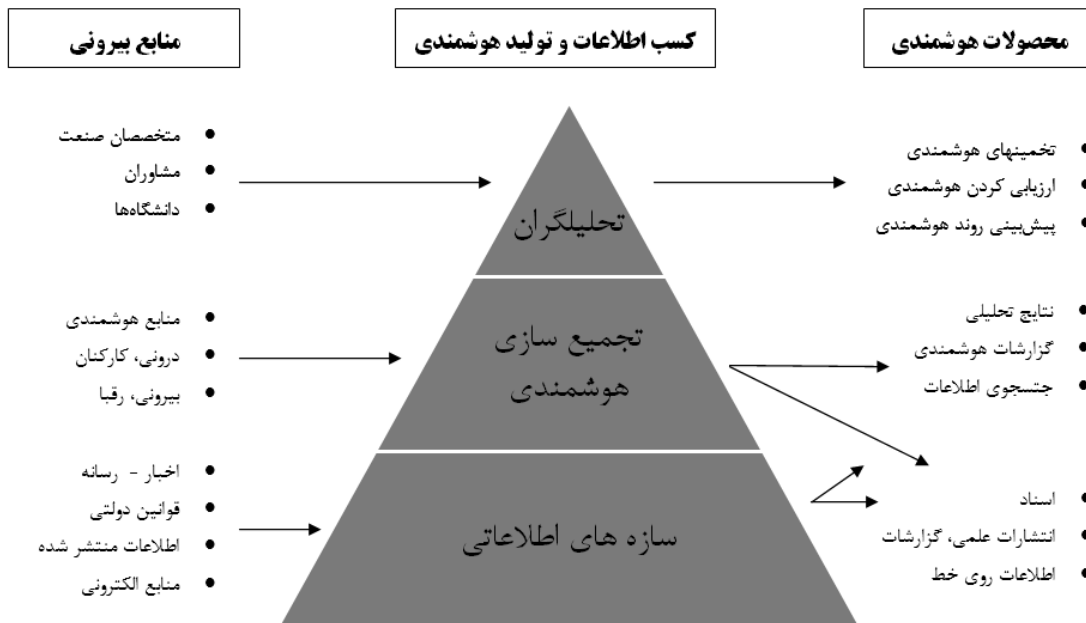 محصولات هوشمندی
کسب اطلاعات و تولید هوشمندی
منابع بیرونی
تخمینهای هوشمندی
ارزیابی کردن هوشمندی
پیش‌بینی روند هوشمندی
تحلیلگران
متخصصان صنعت
مشاوران
دانشگاه‌ها
نتایج تحلیلی
گزارشات هوشمندی
جتسجوی اطلاعات
تجمیع سازی
هوشمندی
منابع هوشمندی
درونی، کارکنان
بیرونی، رقبا
اسناد
انتشارات علمی، گزارشات
اطلاعات روی خط
سازه های اطلاعاتی
اخبار - رسانه
قوانین دولتی
اطلاعات منتشر شده
منابع الکترونی